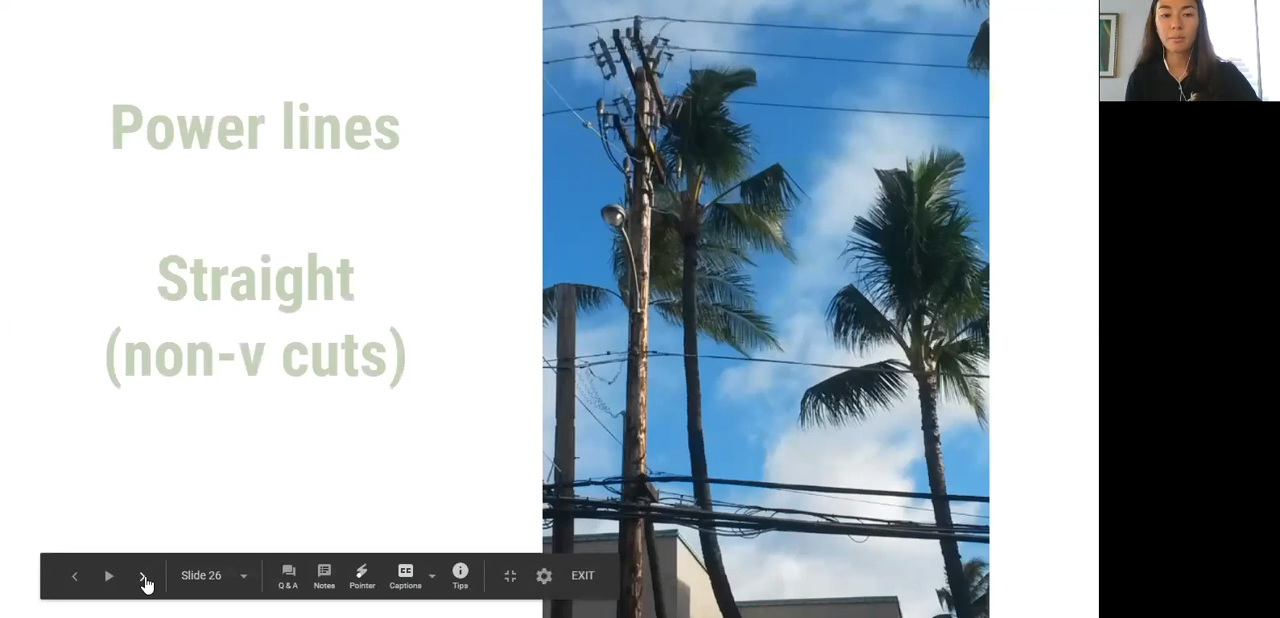 Power lines
Straight
(non-v cuts)
Slide 26
Q & A
Notes
Pointer
Captions
Tips
EXIT